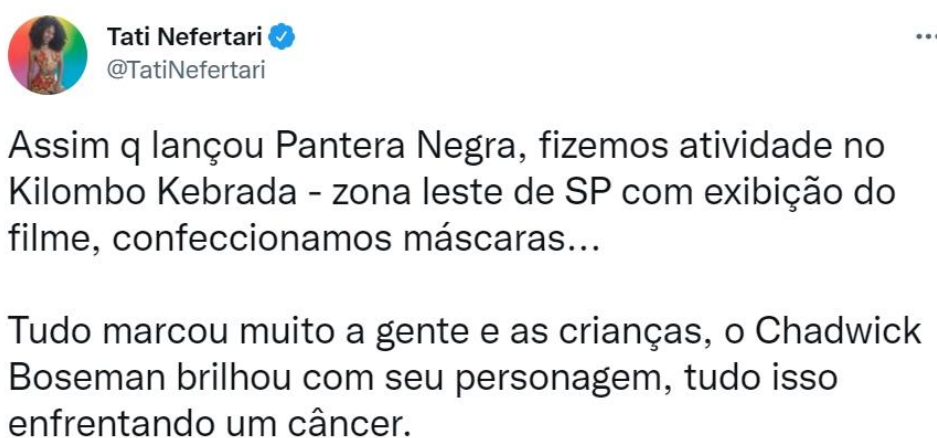 Tati Nefertari
@TatiNefertari
Assim q lançou Pantera Negra, fizemos atividade no
Kilombo Kebrada - zona leste de SP com exibição do
filme, confeccionamos máscaras...
Tudo marcou muito a gente e as crianças, o Chadwick
Boseman brilhou com seu personagem, tudo isso
enfrentando um câncer.